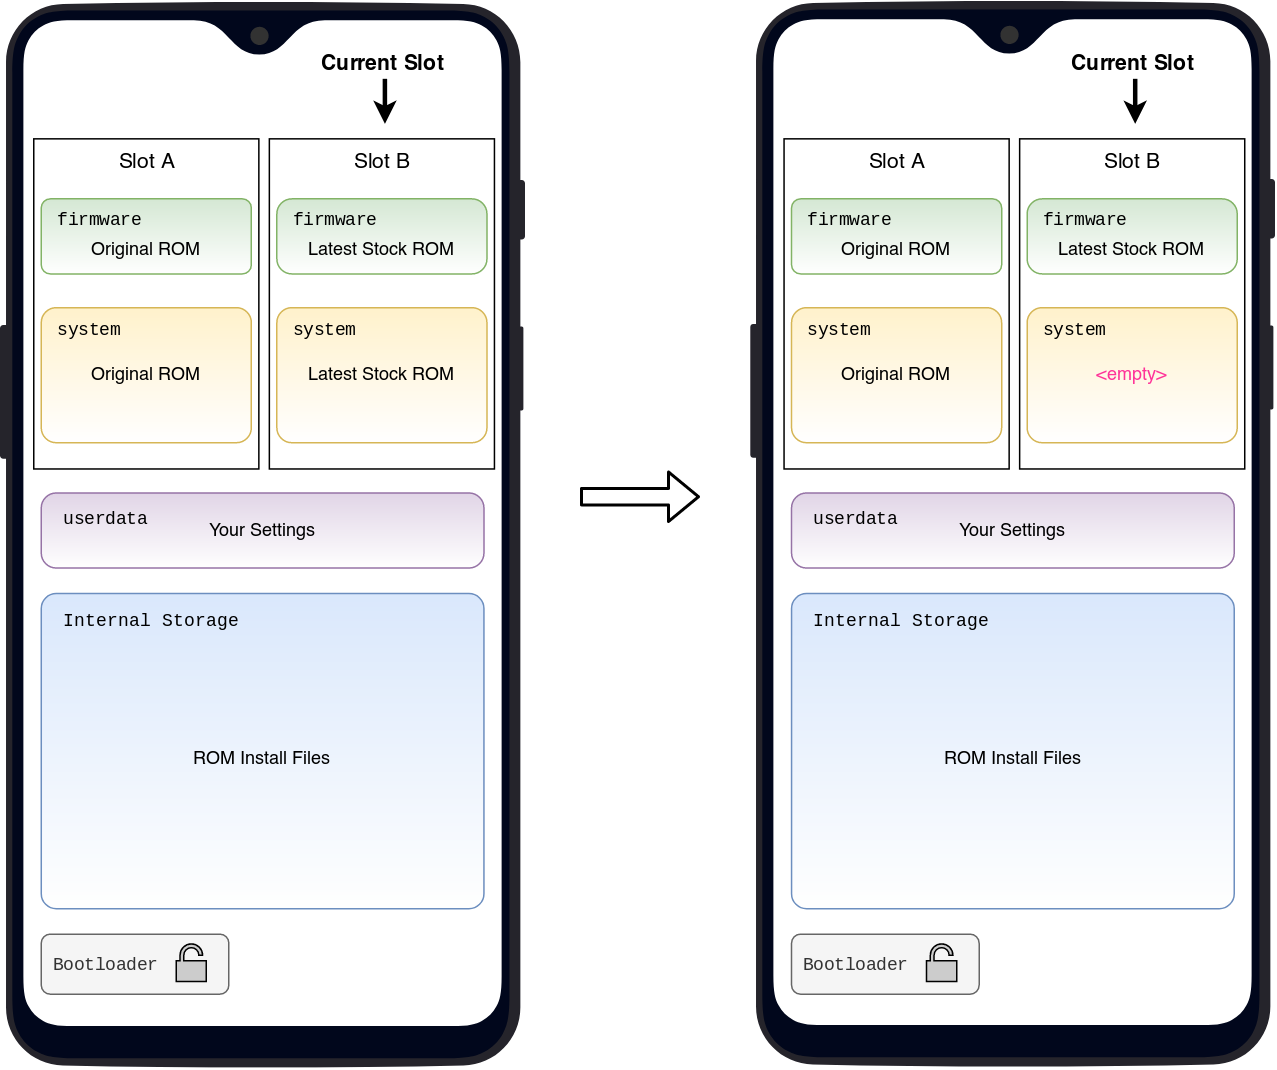 Current Slot
Slot A
Slot B
firmware
Original ROM
firmware
Latest Stock ROM
system
Original ROM
system
Latest Stock ROM
userdata
Your Settings
Internal Storage
ROM Install Files
Bootloader
Current Slot
Slot A
Slot B
firmware
Original ROM
firmware
Latest Stock ROM
system
Original ROM
system
<empty>
userdata
Your Settings
Internal Storage
ROM Install Files
Bootloader